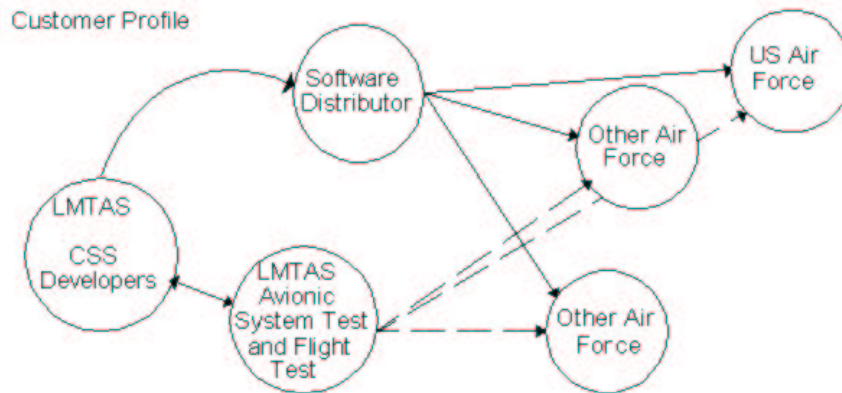 Customer Profile
Software
Distributor
US Air
Force
Other Air
Force
LMTAS
CSS
Developers
LMTAS
Avionic
System Test
and Flight
Test
Other Air
Force